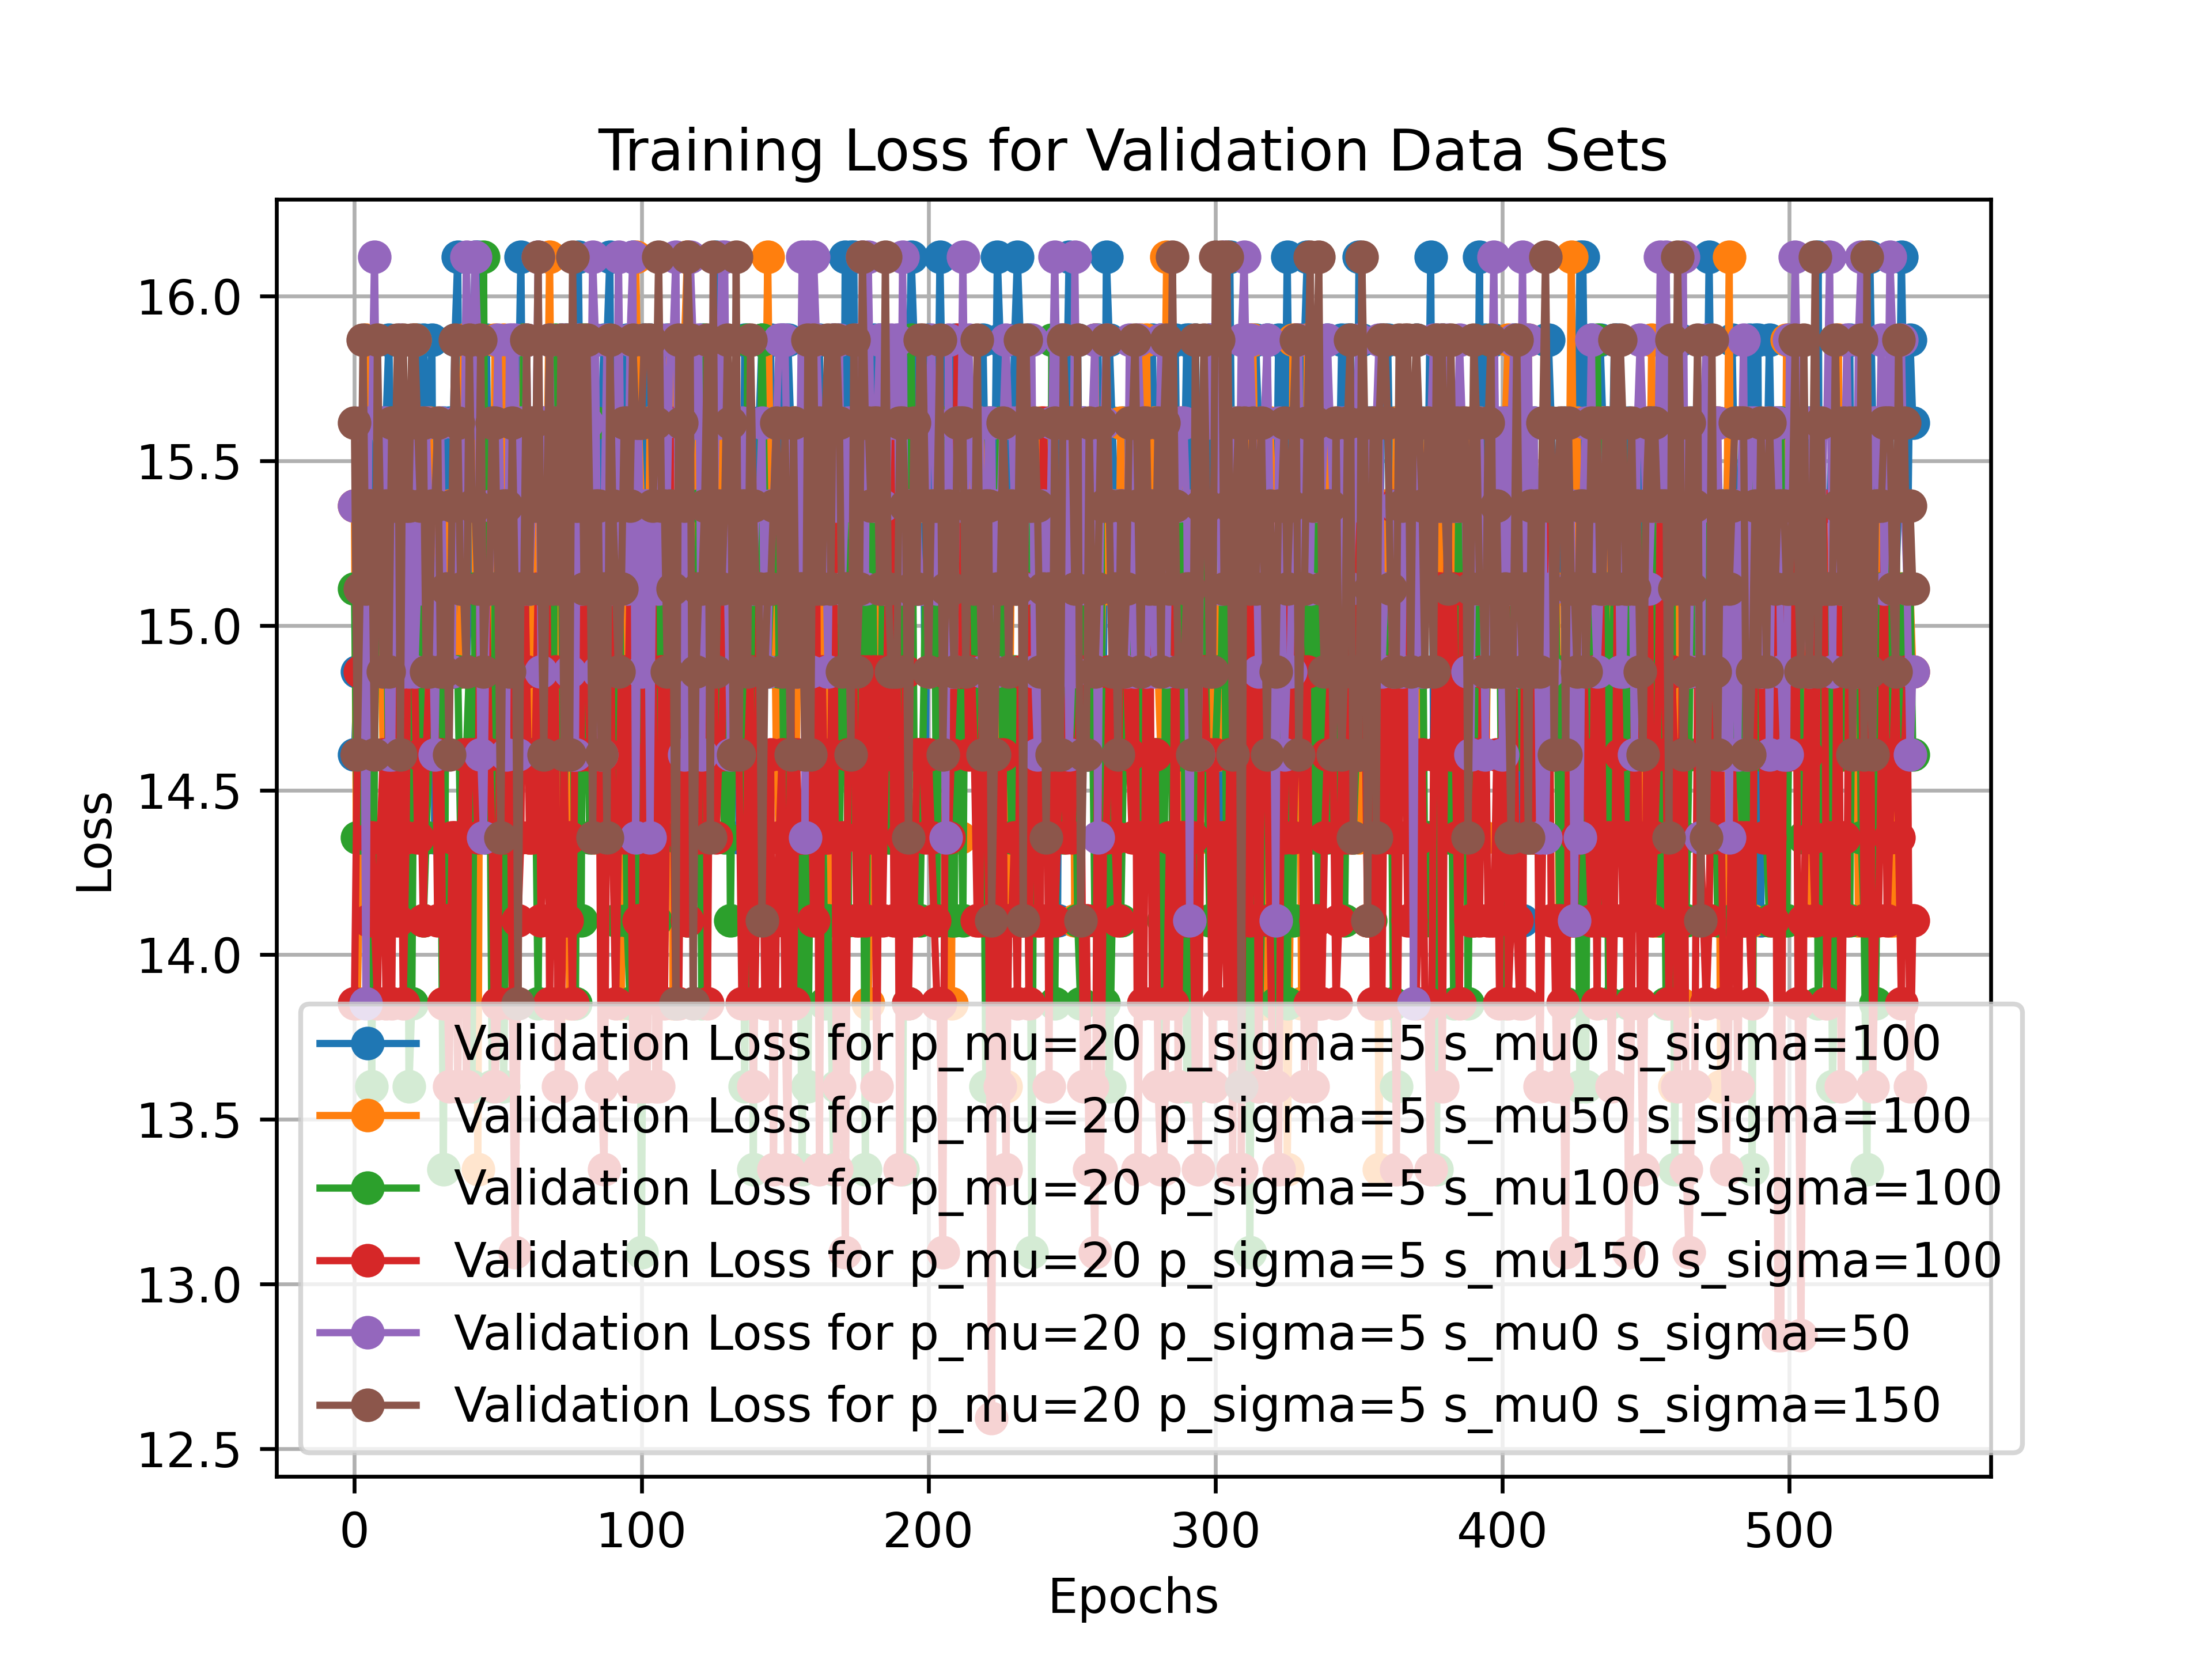 Training Loss for Validation Data Sets
16.0
15.5
15.0
14.5
14.0
13.5
13.0
12.5
Loss
Validation Loss for p_mu=20 p_sigma=5 s_mu0 s_sigma=100
Validation Loss for p_mu=20 p_sigma=5 s_mu50 s_sigma=100
Validation Loss for p_mu=20 p_sigma=5 s_mu100 s_sigma=100
Validation Loss for p_mu=20 p_sigma=5 s_mu150 s_sigma=100
Validation Loss for p_mu=20 p_sigma=5 s_mu0 s_sigma=50
Validation Loss for p_mu=20 p_sigma=5 s_mu0 s_sigma=150
0 100 200 300 400 500
Epochs